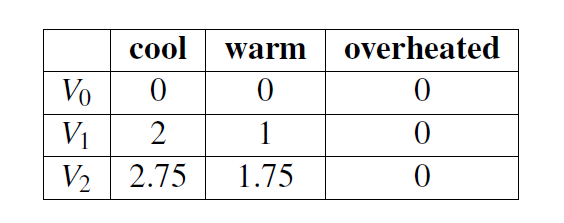 cool warm overheated
V0 0 0 0
V1 2 1 0
V2 2.75 1.75 0